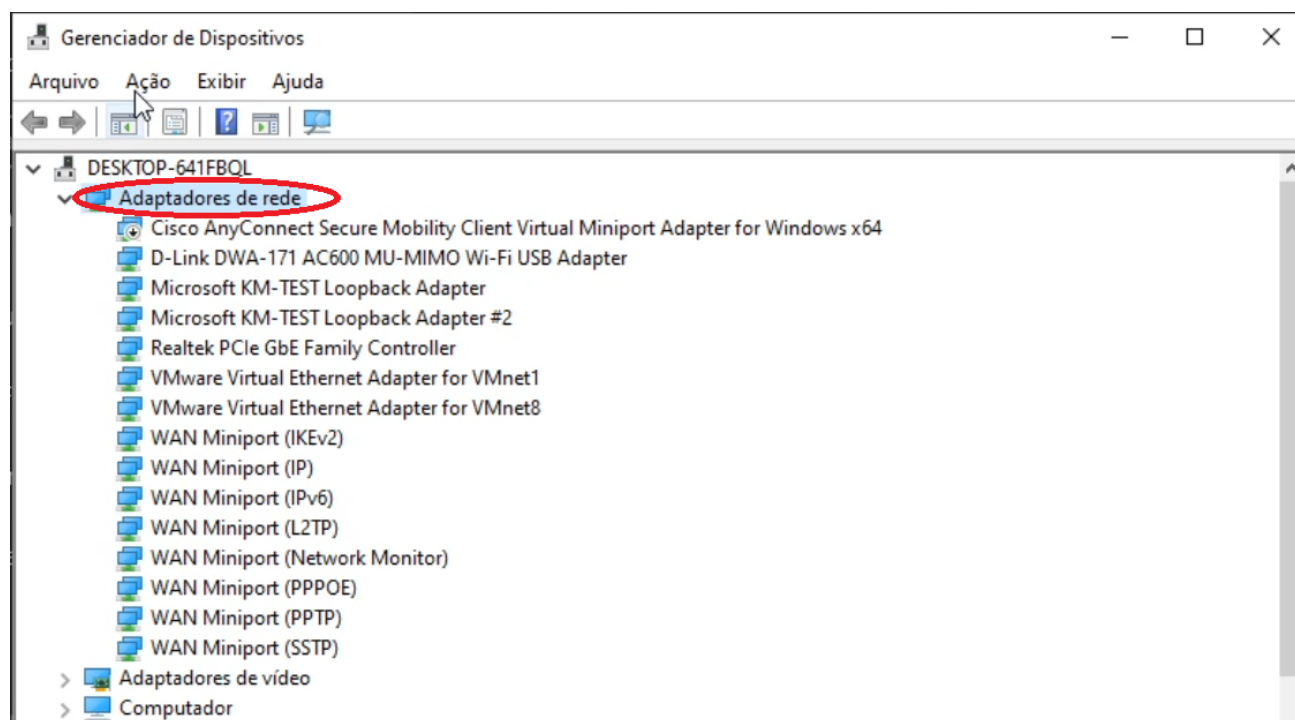 Gerenciador de Dispositivos
Arquivo Ação Exibir Ajuda
DESKTOP-641FBQL
Adaptadores de rede
Cisco AnyConnect Secure Mobility Client Virtual Miniport Adapter for Windows x64
D-Link DWA-171 AC600 MU-MIMO Wi-Fi USB Adapter
Microsoft KM-TEST Loopback Adapter
Microsoft KM-TEST Loopback Adapter #2
Realtek PCIe GbE Family Controller
VMware Virtual Ethernet Adapter for VMnet1
VMware Virtual Ethernet Adapter for VMnet8
WAN Miniport (IKEv2)
WAN Miniport (IP)
WAN Miniport (IPv6)
WAN Miniport (L2TP)
WAN Miniport (Network Monitor)
WAN Miniport (PPPOE)
WAN Miniport (PPTP)
WAN Miniport (SSTP)
Adaptadores de vídeo
Computador